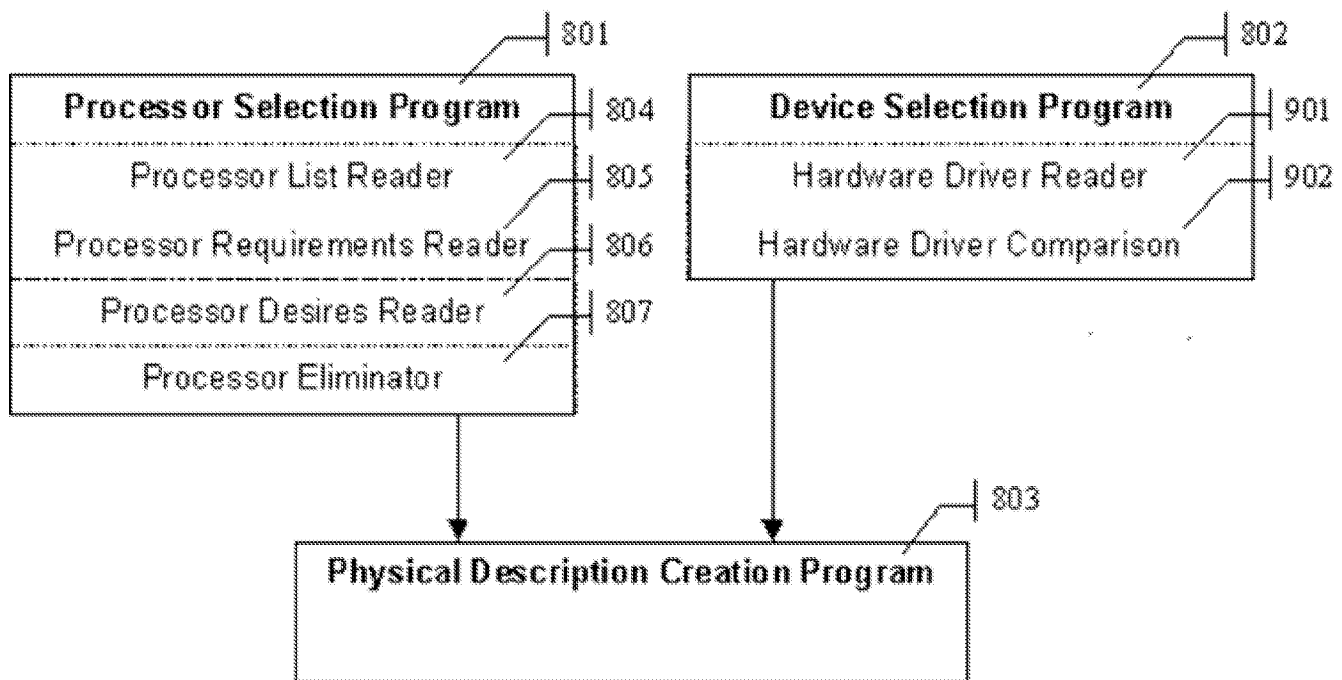 801
Processor Selection Program
804
Processor List Reader
805
Processor Requirements Reader
806
Processor Desires Reader
807
Processor Eliminator
802
Device Selection Program
901
Hardware Driver Reader
902
Hardware Driver Comparison
803
Physical Description Creation Program